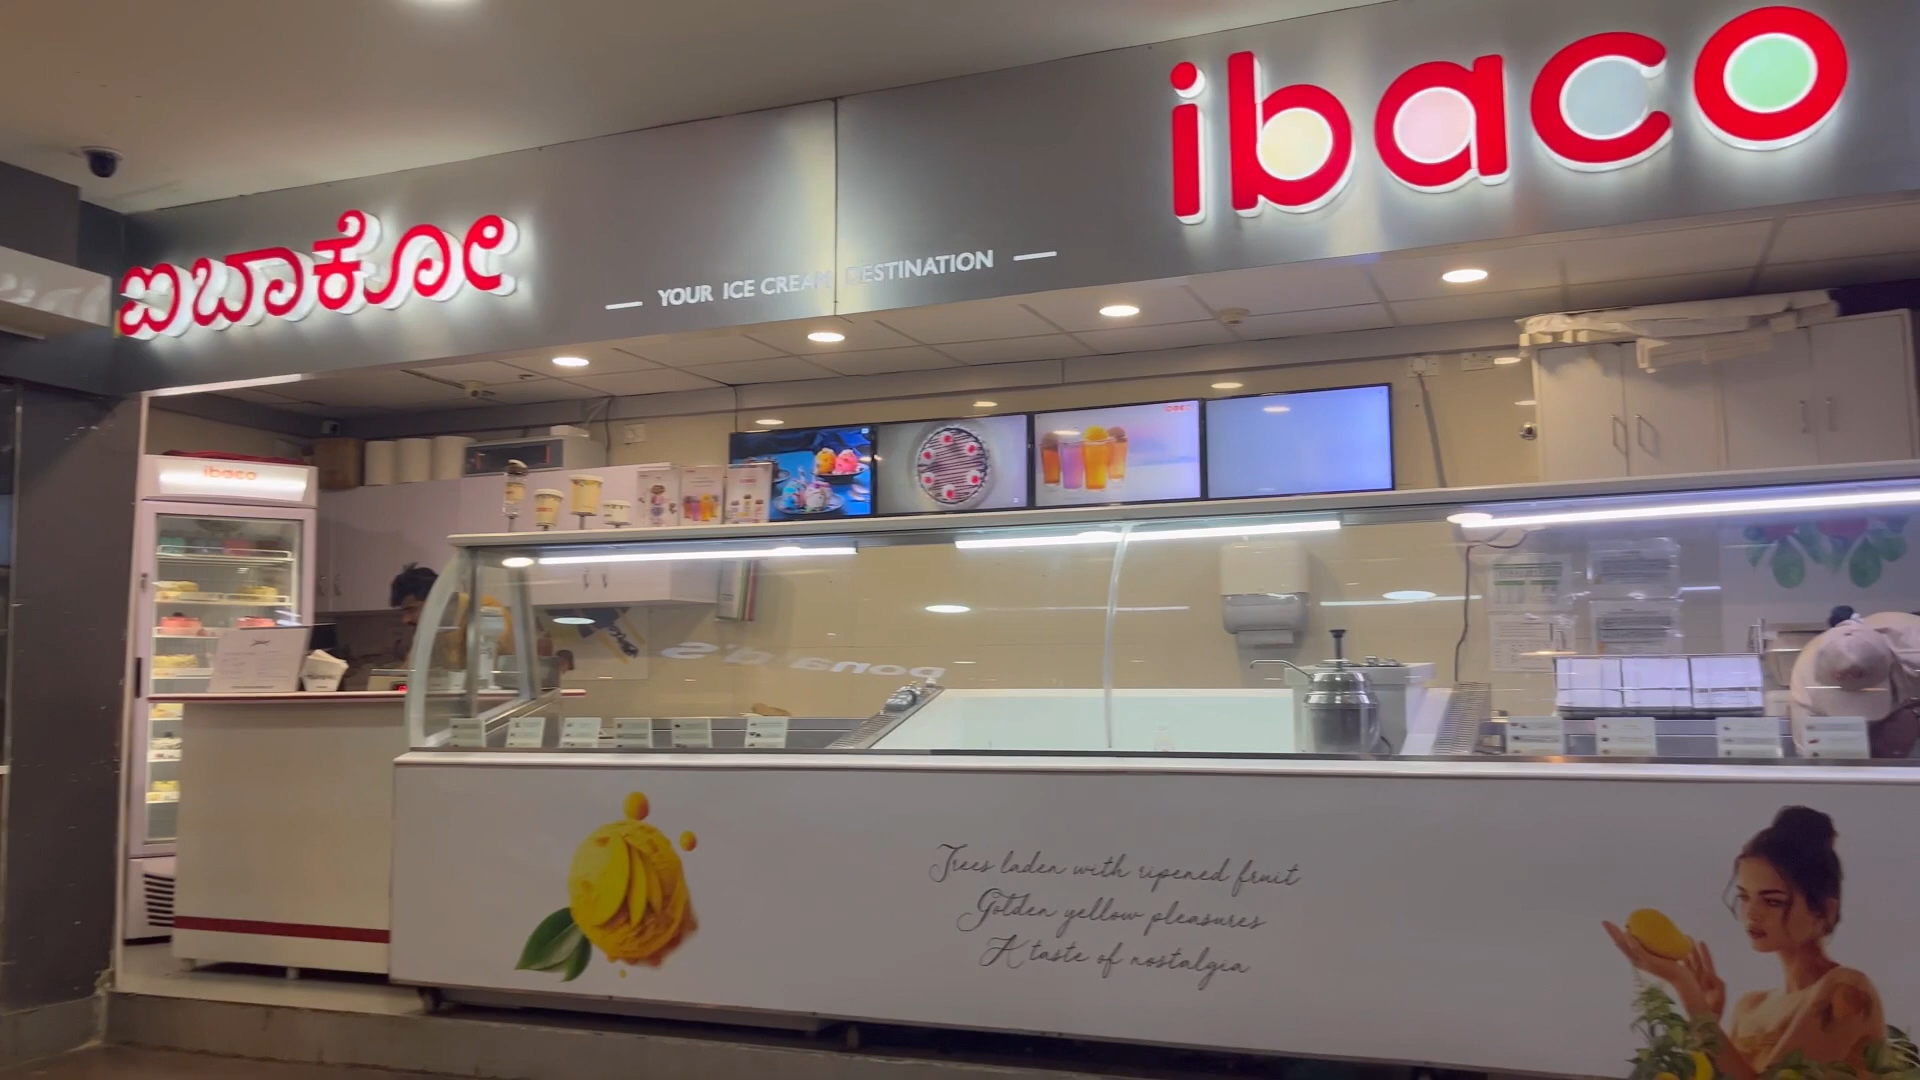 ibaco
ಐಬಾಕೋ
YOUR ICE CREAM DESTINATION
ibaco
Trees laden with ripened fruit
Golden yellow pleasures
A taste of nostalgia